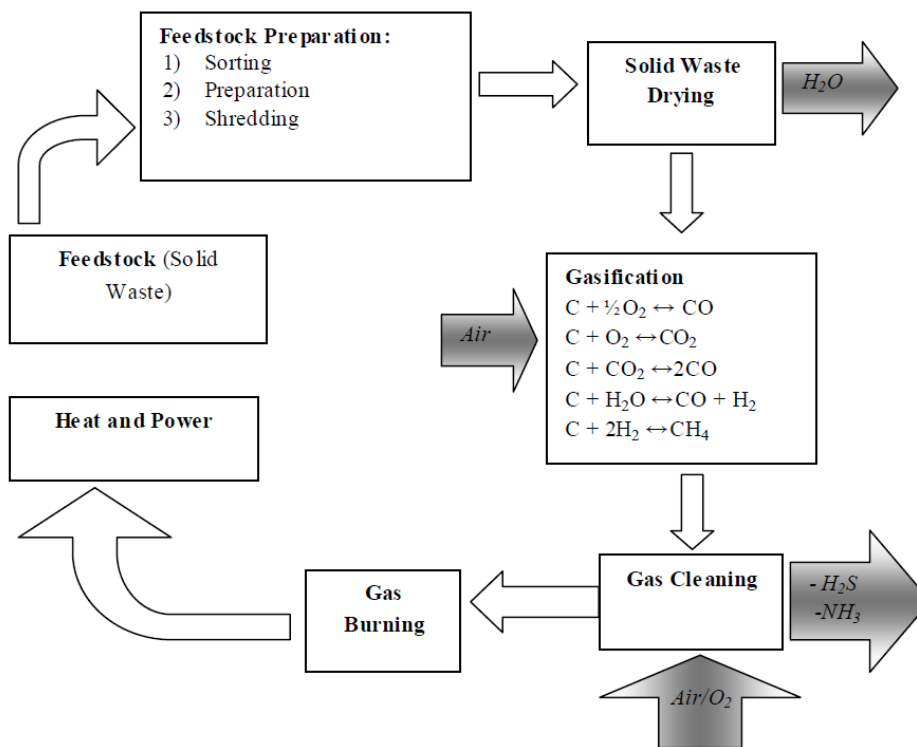 Feedstock Preparation:
1) Sorting
2) Preparation
3) Shredding
Solid Waste
Drying
H₂O
Feedstock (Solid
Waste)
Gasification
C + ½O₂ ↔ CO
C + O₂ ↔CO₂
C + CO₂ ↔2CO
C + H₂O ↔CO + H₂
C + 2H₂ ↔CH₄
Air
Heat and Power
Gas Cleaning
- H₂S
-NH₃
Gas
Burning
Air/O₂